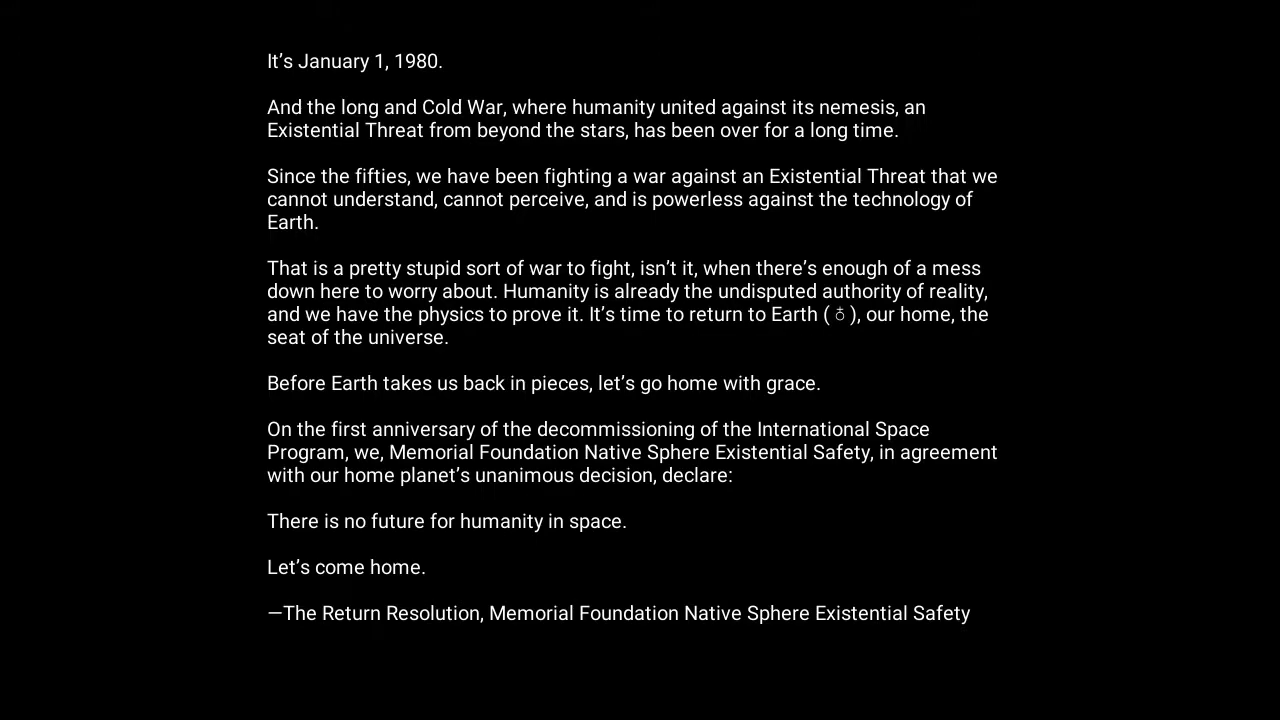 It’s January 1, 1980.
And the long and Cold War, where humanity united against its nemesis, an
Existential Threat from beyond the stars, has been over for a long time.
Since the fifties, we have been fighting a war against an Existential Threat that we
cannot understand, cannot perceive, and is powerless against the technology of
Earth.
That is a pretty stupid sort of war to fight, isn’t it, when there’s enough of a mess
down here to worry about. Humanity is already the undisputed authority of reality,
and we have the physics to prove it. It’s time to return to Earth ( ♁ ), our home, the
seat of the universe.
Before Earth takes us back in pieces, let’s go home with grace.
On the first anniversary of the decommissioning of the International Space
Program, we, Memorial Foundation Native Sphere Existential Safety, in agreement
with our home planet’s unanimous decision, declare:
There is no future for humanity in space.
Let’s come home.
—The Return Resolution, Memorial Foundation Native Sphere Existential Safety